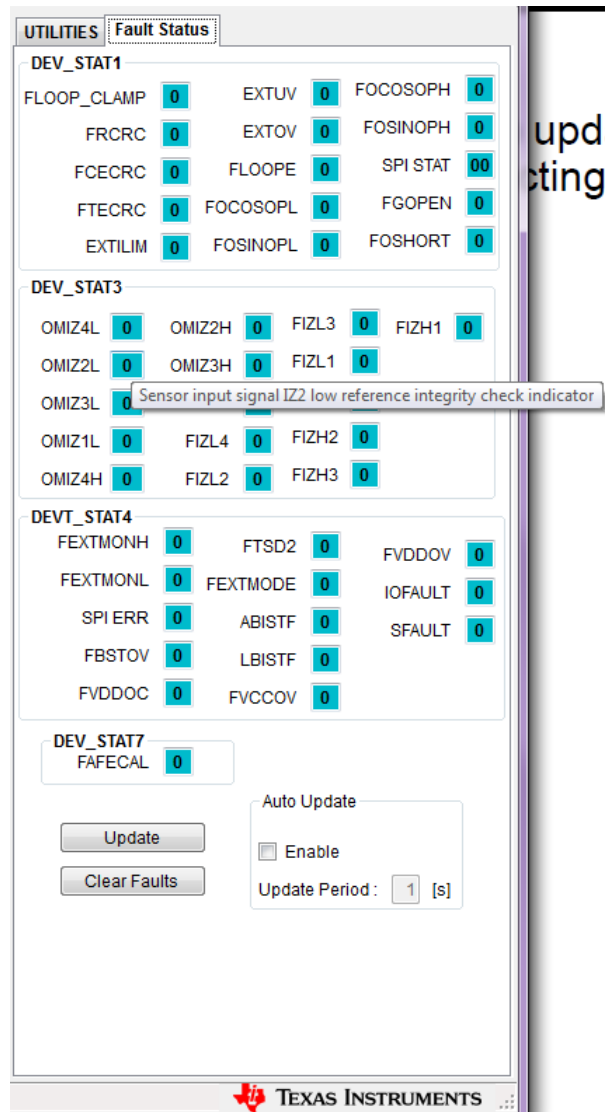 UTILITIES Fault Status
DEV_STAT1
FLOOP_CLAMP 0 EXTUV 0 FOCOSOPH 0
FRCRC 0 EXTOV 0 FOSINOPH 0
FCECRC 0 FLOOPE 0 SPI STAT 00
FTECRC 0 FOCOSOPL 0 FGOPEN 0
EXTILIM 0 FOSINOPL 0 FOSHORT 0
upd
cting
DEV_STAT3
OMIZ4L 0 OMIZ2H 0 FIZL3 0 FIZH1 0
OMIZ2L 0 OMIZ3H 0 FIZL1 0
Sensor input signal IZ2 low reference integrity check indicator
OMIZ3L
OMIZ1L 0 FIZL4 0 FIZH2 0
OMIZ4H 0 FIZL2 0 FIZH3 0
DEVT_STAT4
FEXTMONH 0 FTSD2 0 FVDDOV 0
FEXTMONL 0 FEXTMODE 0 IOFAULT 0
SPI ERR 0 ABISTF 0 SFAULT 0
FBSTOV 0 LBISTF 0
FVDDOC 0 FVCCOV 0
DEV_STAT7
FAFECAL 0
Update
Clear Faults
Auto Update
Enable
Update Period : 1 [s]
TEXAS INSTRUMENTS